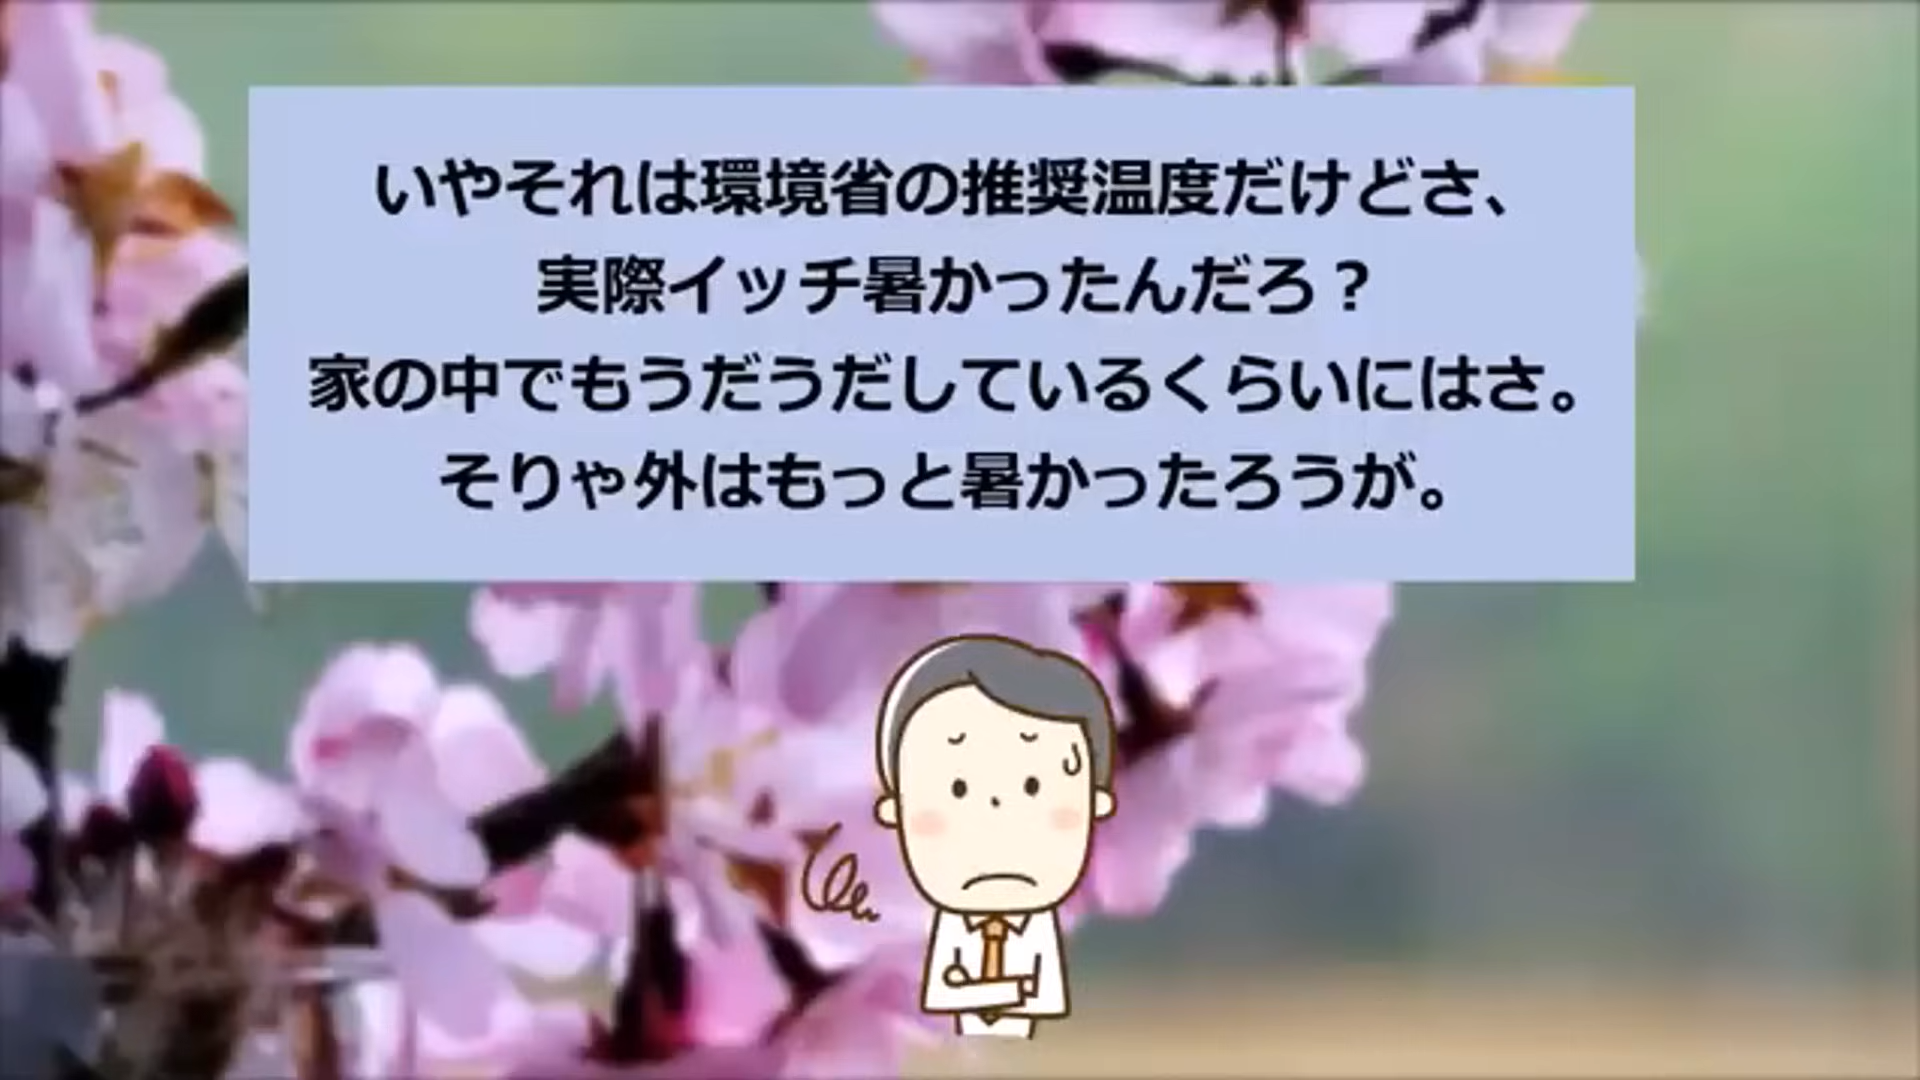 いやそれは環境省の推奨温度だけどさ、
実際イッチ暑かったんだろ？
家の中でもうだうだしているくらいにはさ。
そりゃ外はもっと暑かったろうが。